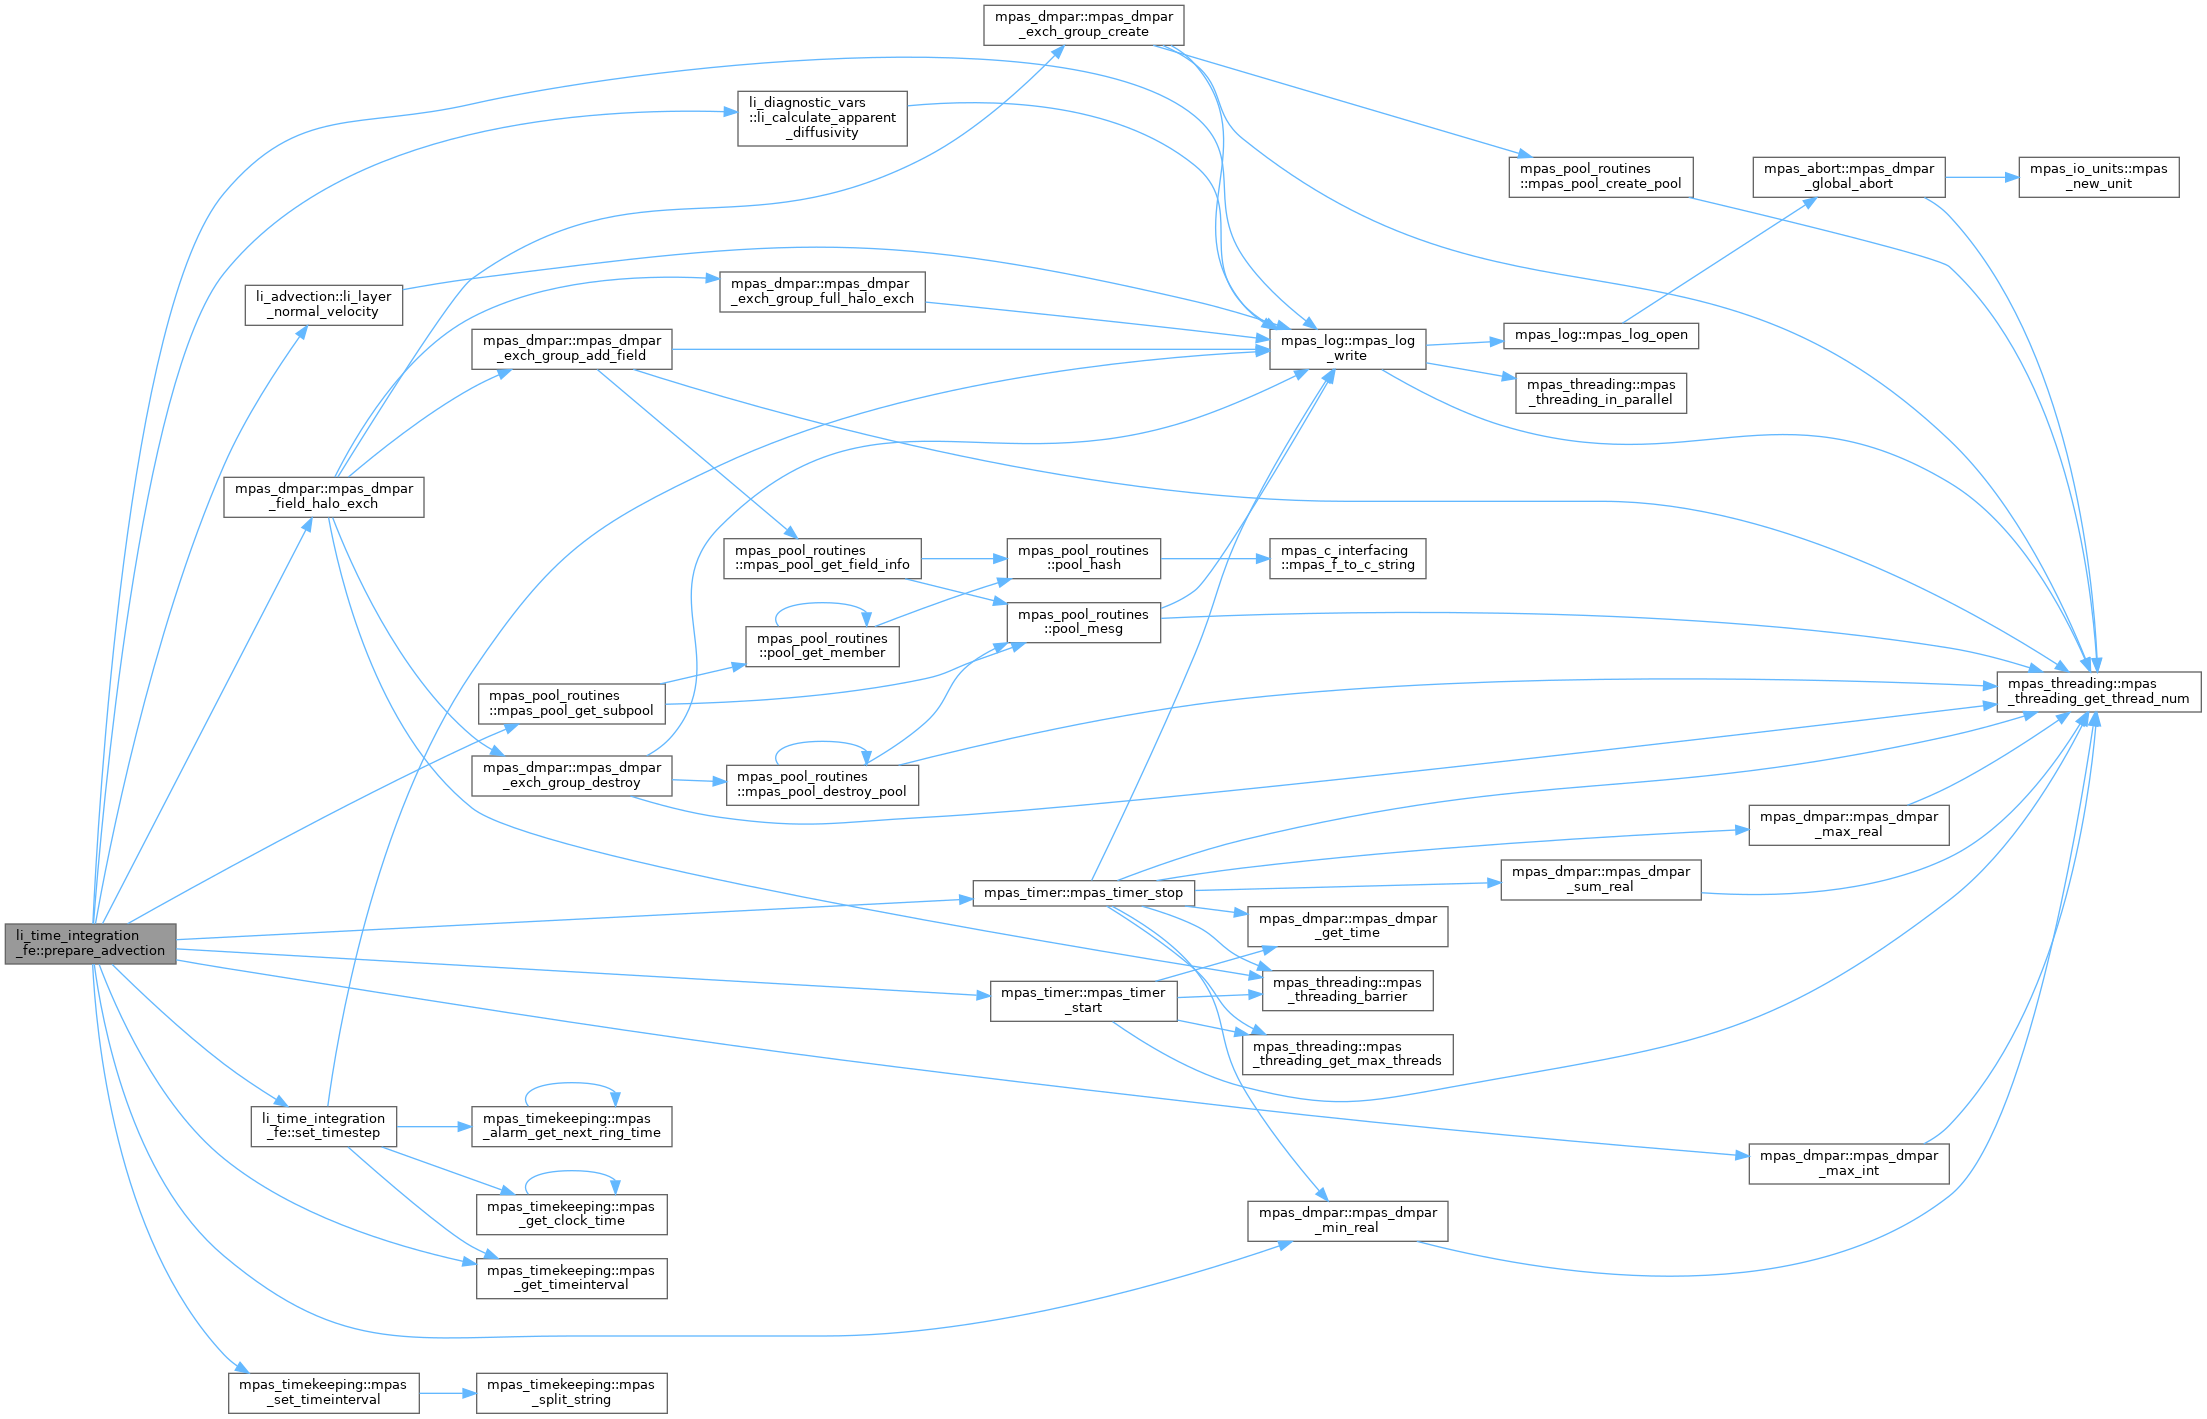 mpas_dmpar::mpas_dmpar
_exch_group_create
li_diagnostic_vars
::li_calculate_apparent
_diffusivity
mpas_pool_routines
::mpas_pool_create_pool
mpas_abort::mpas_dmpar
_global_abort
mpas_io_units::mpas
_new_unit
li_advection::li_layer
_normal_velocity
mpas_dmpar::mpas_dmpar
_exch_group_full_halo_exch
mpas_dmpar::mpas_dmpar
_exch_group_add_field
mpas_log::mpas_log
_write
mpas_log::mpas_log_open
mpas_threading::mpas
_threading_in_parallel
mpas_dmpar::mpas_dmpar
_field_halo_exch
mpas_pool_routines
::mpas_pool_get_field_info
mpas_pool_routines
::pool_hash
mpas_c_interfacing
::mpas_f_to_c_string
mpas_pool_routines
::pool_get_member
mpas_pool_routines
::pool_mesg
mpas_pool_routines
::mpas_pool_get_subpool
mpas_threading::mpas
_threading_get_thread_num
mpas_dmpar::mpas_dmpar
_exch_group_destroy
mpas_pool_routines
::mpas_pool_destroy_pool
mpas_dmpar::mpas_dmpar
_max_real
mpas_timer::mpas_timer_stop
mpas_dmpar::mpas_dmpar
_sum_real
li_time_integration
_fe::prepare_advection
mpas_dmpar::mpas_dmpar
_get_time
mpas_timer::mpas_timer
_start
mpas_threading::mpas
_threading_barrier
mpas_threading::mpas
_threading_get_max_threads
li_time_integration
_fe::set_timestep
mpas_timekeeping::mpas
_alarm_get_next_ring_time
mpas_dmpar::mpas_dmpar
_max_int
mpas_timekeeping::mpas
_get_clock_time
mpas_dmpar::mpas_dmpar
_min_real
mpas_timekeeping::mpas
_get_timeinterval
mpas_timekeeping::mpas
_set_timeinterval
mpas_timekeeping::mpas
_split_string